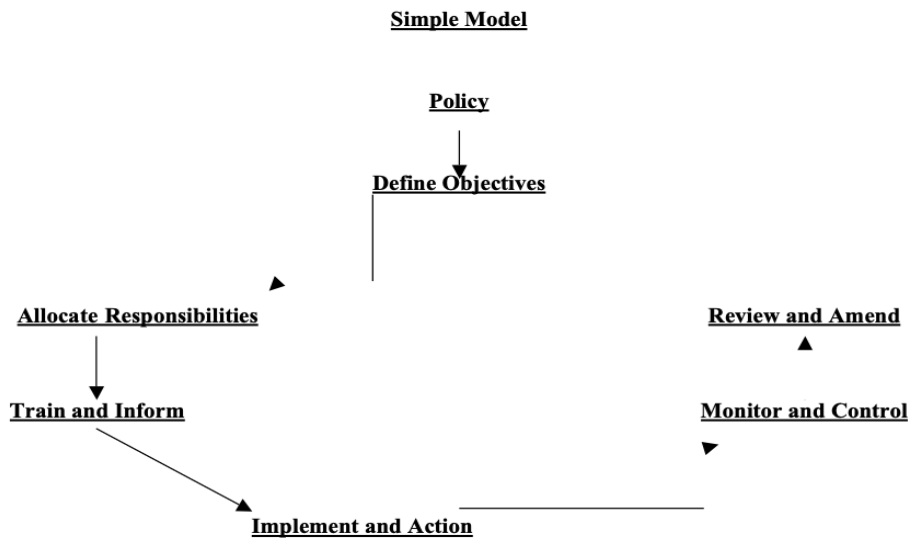 Simple Model
Policy
Define Objectives
Allocate Responsibilities
Review and Amend
Train and Inform
Monitor and Control
Implement and Action